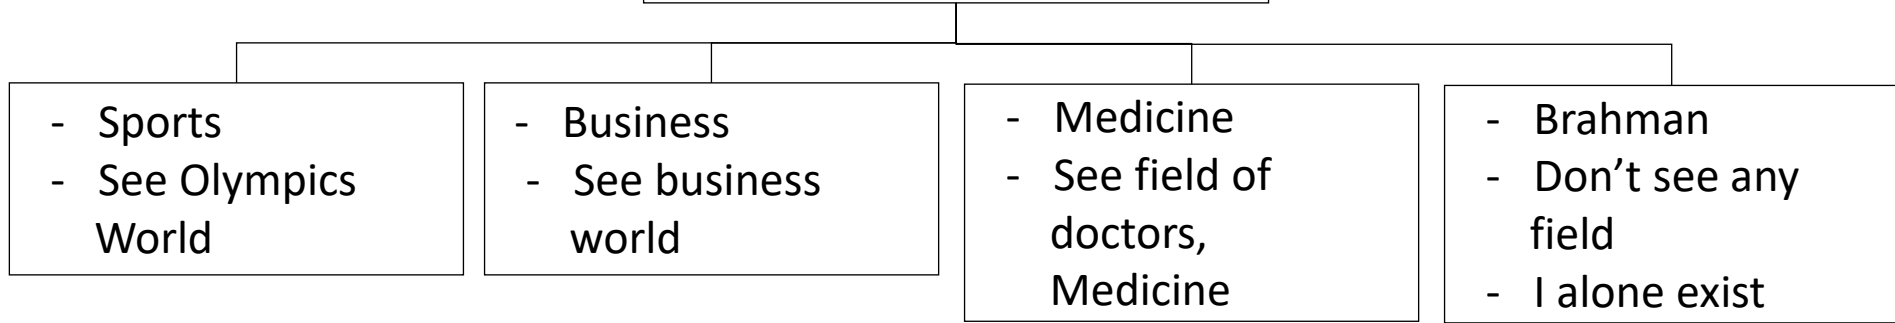 - Sports
- See Olympics
World
- Business
- See business
world
- Medicine
- See field of
doctors,
Medicine
- Brahman
- Don’t see any
field
- I alone exist